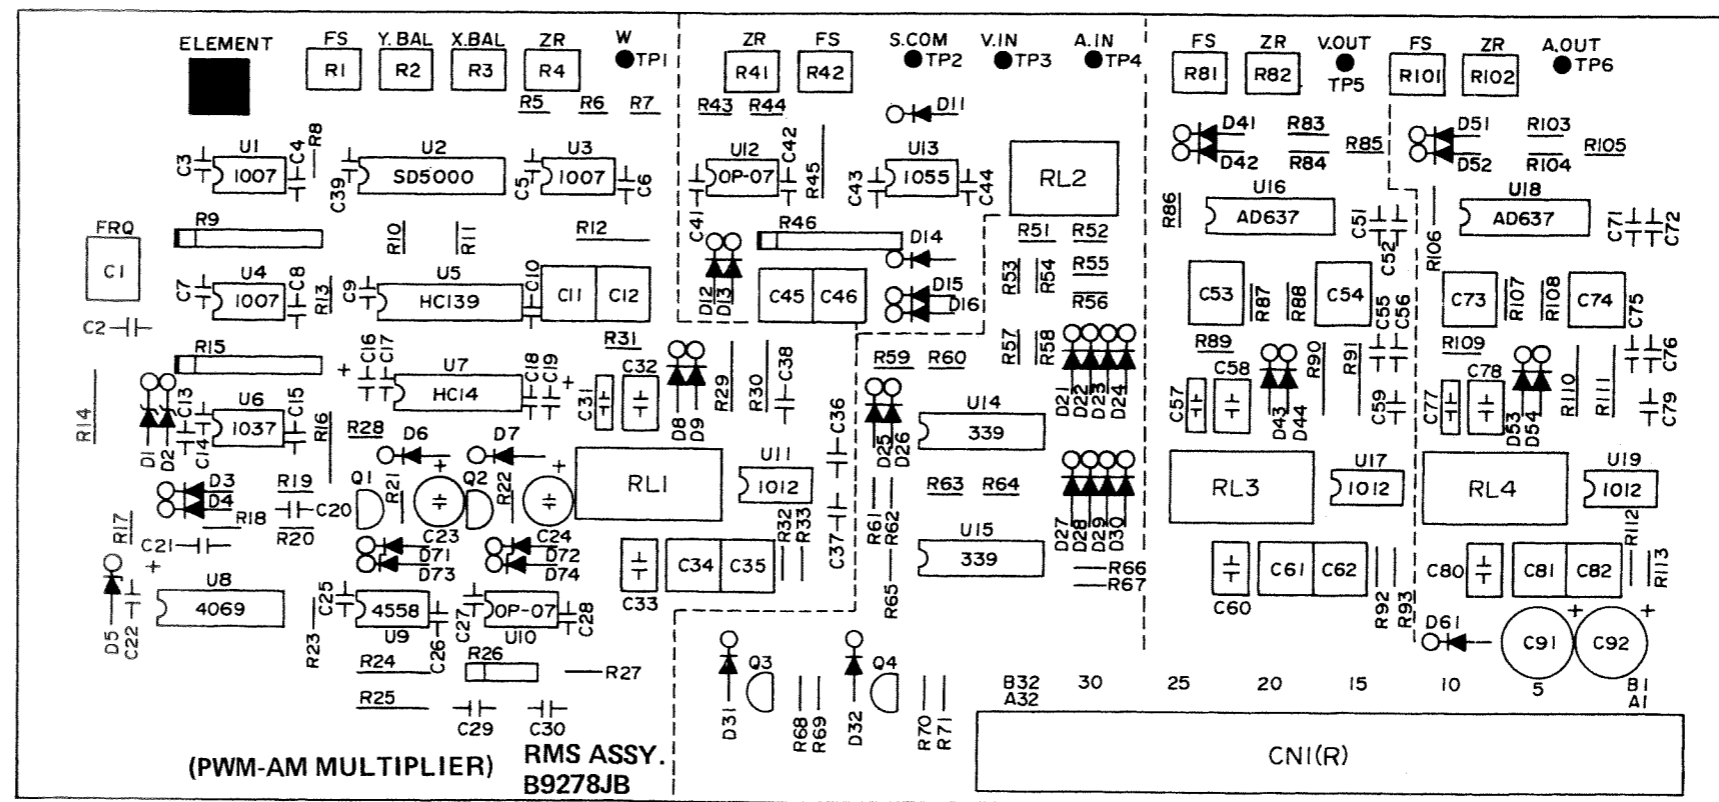 ELEMENT FS Y.BAL X.BAL ZR W ZR FS S.COM V.IN A.IN FS ZR V.OUT FS ZR A.OUT
R1 R2 R3 R4 TP1 R41 R42 TP2 TP3 TP4 R81 R82 TP5 R101 R102 TP6
R5 R6 R7 R43 R44 D11 D41 R83 D51 R103
R8 C42 R45 D42 R84 R85 D52 R104 R105
C3 U1 C4 C39 U2 C5 U3 C6 U12 C43 U13 C44
1007 SD5000 1007 OP-07 1055 RL2
R86 U16 C51 C52 U18 C71 C72
AD637 AD637
FRQ R9 R10 R11 R12 C41 R46 D14 R51 R52 R106
C1
C7 U4 C8 R13 C9 U5 C10 C11 C12 D12 D13 C45 C46 D15 D16 R53 R54 R55 R56
1007 HC139
C53 R87 R88 C54 C55 C56 C73 R107 R108 C74 C75
C2 R15 C16 C17 U7 C18 C19 R31 C32 R29 R30 C38 R59 R60 R57 R58
+ HC14 + C31
R89 R90 R91 R109 R110 R111 C76
R14 D1 D2 C13 C14 U6 C15 R16 D8 D9 C36 D25 D26 U14 D21 D22 D23 D24
1037 339
C57 C58 D43 D44 C59 C77 C78 D53 D54 C79
R28 D6 D7
D3 D4 R19 C20 Q1 R21 + Q2 R22 + RL1 U11 R63 R64 RL3 U17 RL4 U19
1012 1012 1012
R17 R18 R20 C21 C23 C24 R32 R33 C37 R61 R62 U15 D27 D28 D29 D30 R112 R113
D71 D73 D72 D74 339
+ D5 C22 U8 C25 U9 C26 C27 U10 C28 C33 C34 C35 R65 R66 R67
4069 4558 OP-07
C60 C61 C62 R92 R93 C80 C81 C82
R23 D61 + C91 + C92
R24 R26 R27 Q3 Q4
R25 C29 C30 D31 R68 R69 D32 R70 R71
B32 30 25 20 15 10 5 B1
A32 A1
(PWM-AM MULTIPLIER) RMS ASSY.
B9278JB
CN1(R)